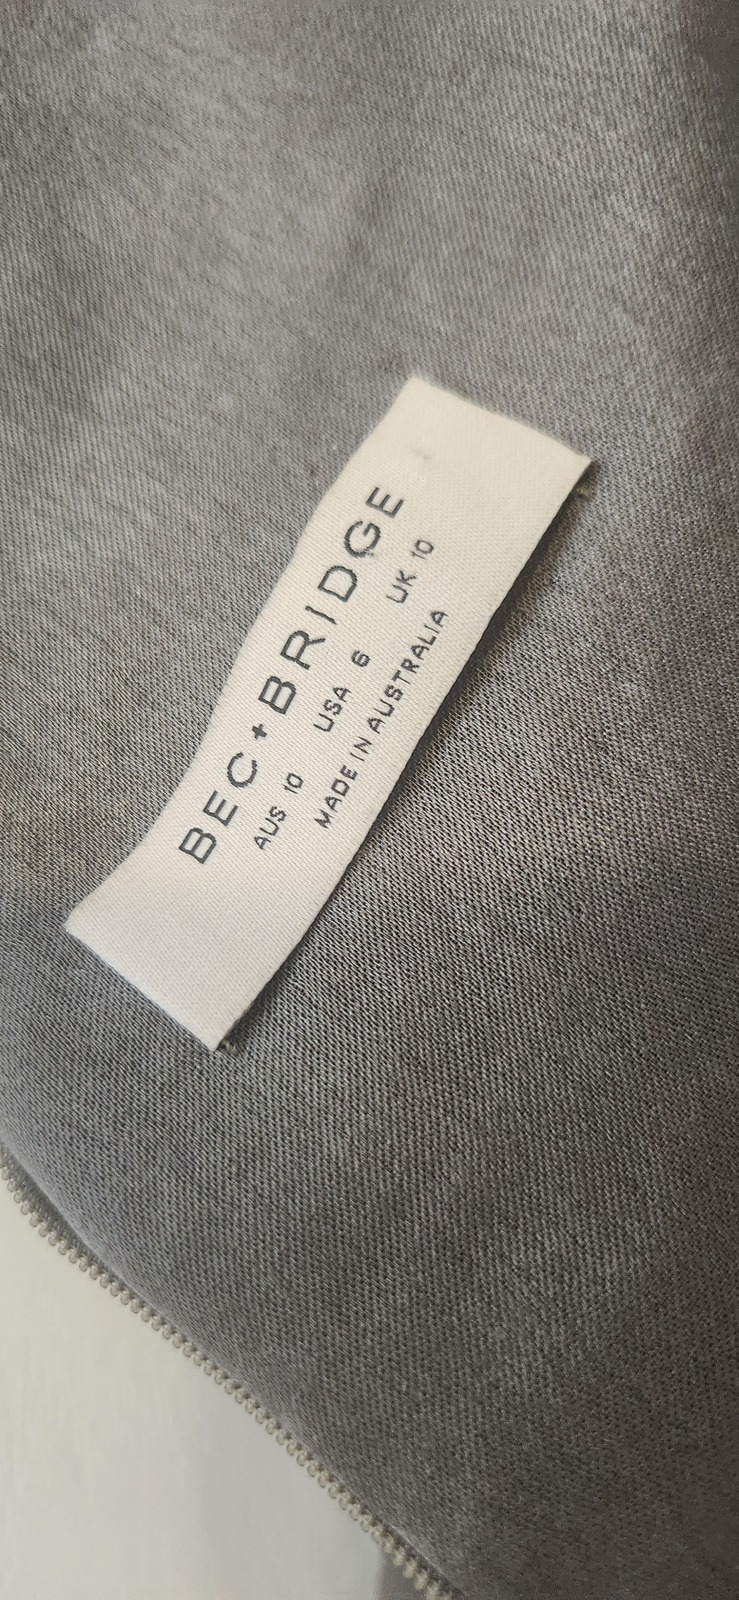 BEC+BRIDGE
AUS 10 USA 6 UK 10
MADE IN AUSTRALIA